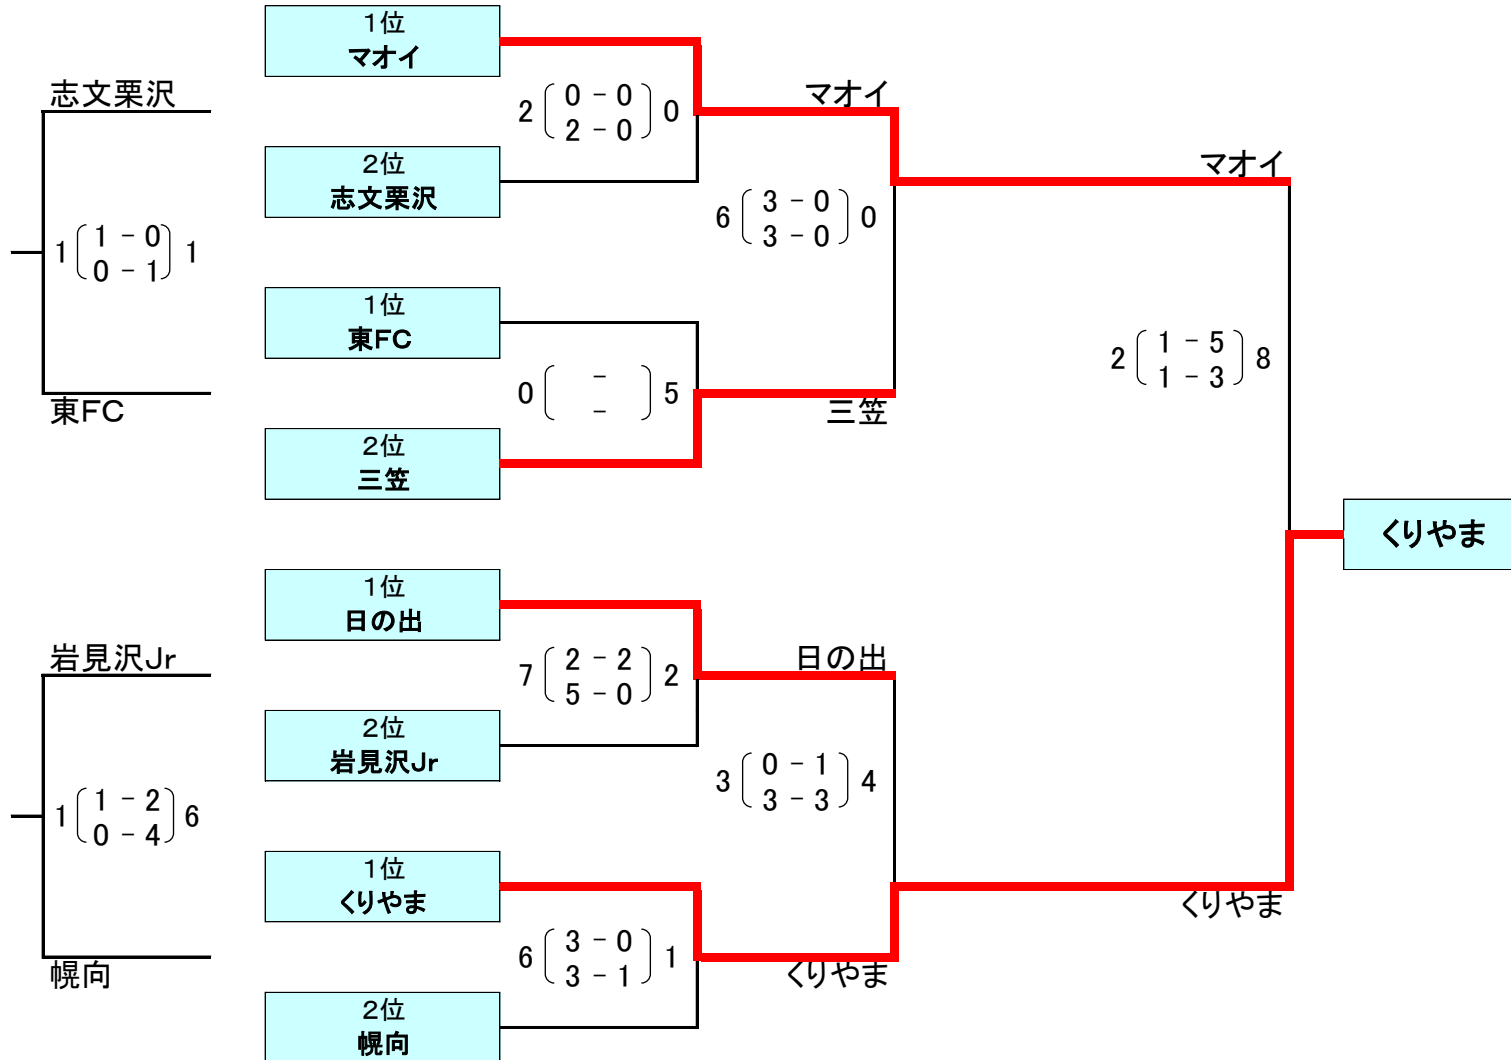 1位
マオイ
志文栗沢
2 0 - 0 0
2 - 0
マオイ
2位
志文栗沢
マオイ
1 1 - 0 1
0 - 1
6 3 - 0 0
3 - 0
1位
東FC
2 1 - 5 8
1 - 3
0 - 5
-
東FC
三笠
2位
三笠
くりやま
1位
日の出
岩見沢Jr
7 2 - 2 2
5 - 0
日の出
2位
岩見沢Jr
1 1 - 2 6
0 - 4
3 0 - 1 4
3 - 3
1位
くりやま
くりやま
6 3 - 0 1
3 - 1
幌向
くりやま
2位
幌向